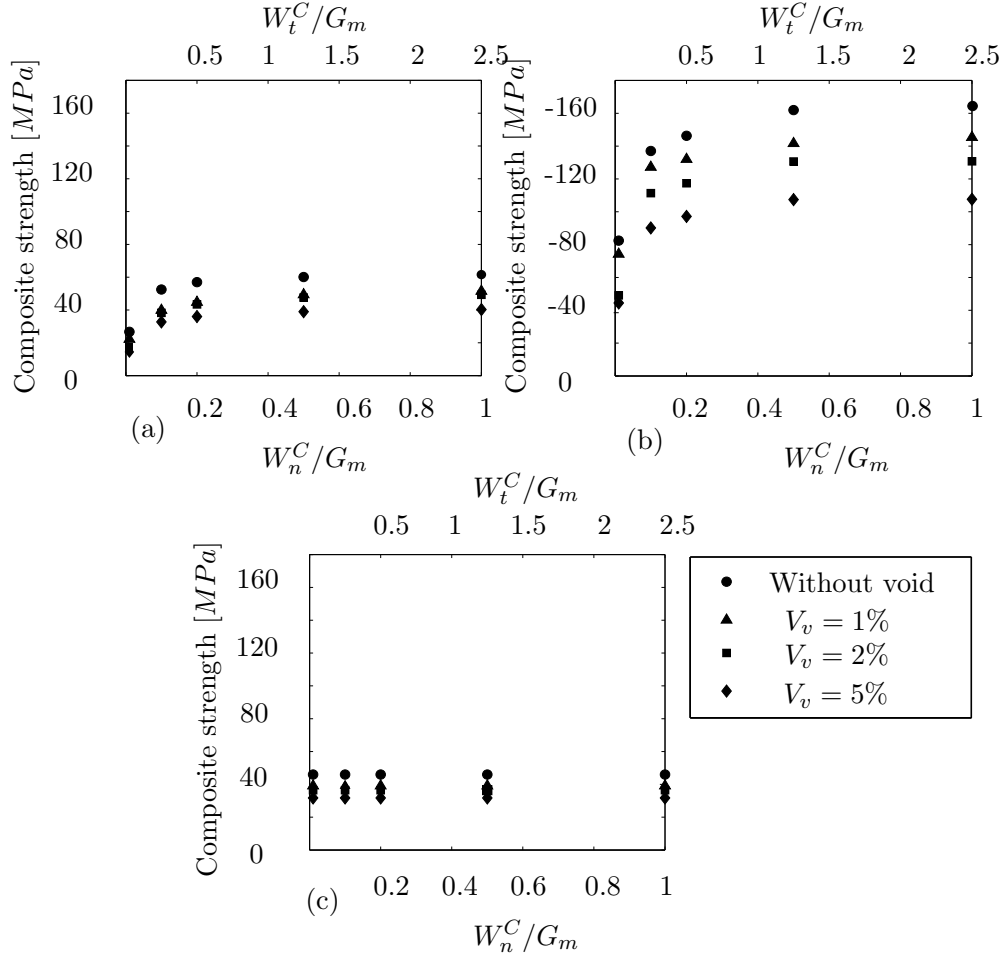 W_t^C/G_m
0.5 1 1.5 2 2.5
Composite strength [MPa]
160
120
80
40
0
0.2 0.4 0.6 0.8 1
(a)
W_n^C/G_m
W_t^C/G_m
0.5 1 1.5 2 2.5
Composite strength [MPa]
-160
-120
-80
-40
0
0.2 0.4 0.6 0.8 1
(b)
W_n^C/G_m
W_t^C/G_m
0.5 1 1.5 2 2.5
Composite strength [MPa]
160
120
80
40
0
0.2 0.4 0.6 0.8 1
(c)
W_n^C/G_m
Without void
V_v = 1%
V_v = 2%
V_v = 5%